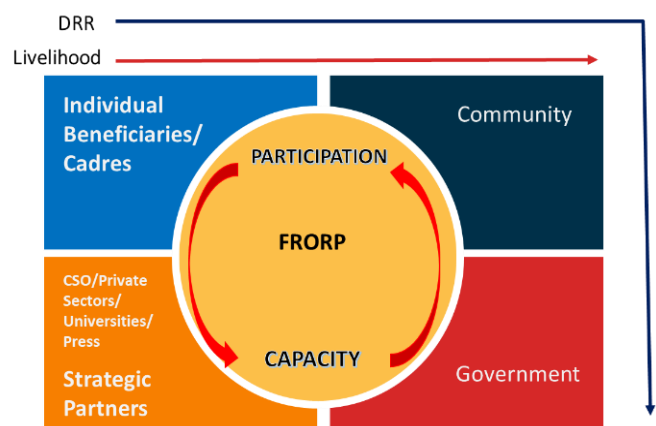 DRR
Livelihood
Individual
Beneficiaries/
Cadres
Community
PARTICIPATION
FRORP
CAPACITY
CSO/Private
Sectors/
Universities/
Press
Strategic
Partners
Government